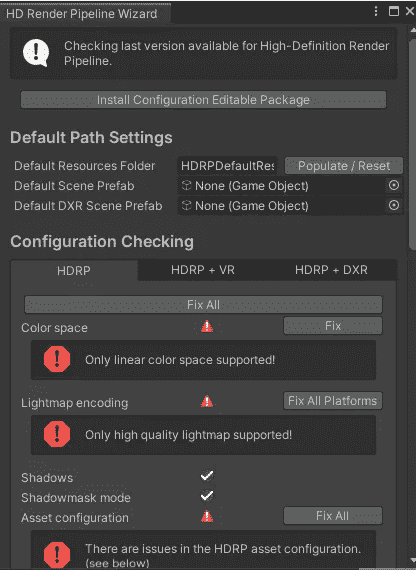 HD Render Pipeline Wizard
Checking last version available for High-Definition Render
Pipeline.
Install Configuration Editable Package
Default Path Settings
Default Resources Folder HDRPDefaultRes Populate / Reset
Default Scene Prefab None (Game Object)
Default DXR Scene Prefab None (Game Object)
Configuration Checking
HDRP HDRP + VR HDRP + DXR
Fix All
Color space Fix
Only linear color space supported!
Lightmap encoding Fix All Platforms
Only high quality lightmap supported!
Shadows
Shadowmask mode
Asset configuration Fix All
There are issues in the HDRP asset configuration.
(see below)